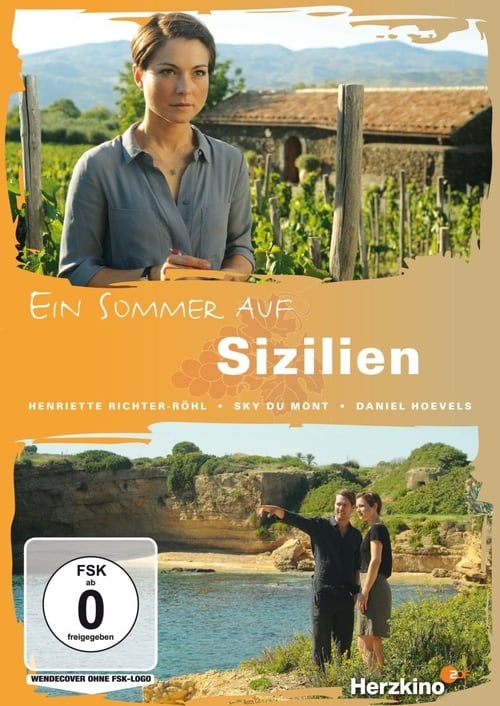 EIN SOMMER AUF
Sizilien
HENRIETTE RICHTER-RÖHL • SKY DU MONT • DANIEL HOEVELS
FSK
ab
0
freigegeben
WENDECOVER OHNE FSK-LOGO
ZDF
Herzkino